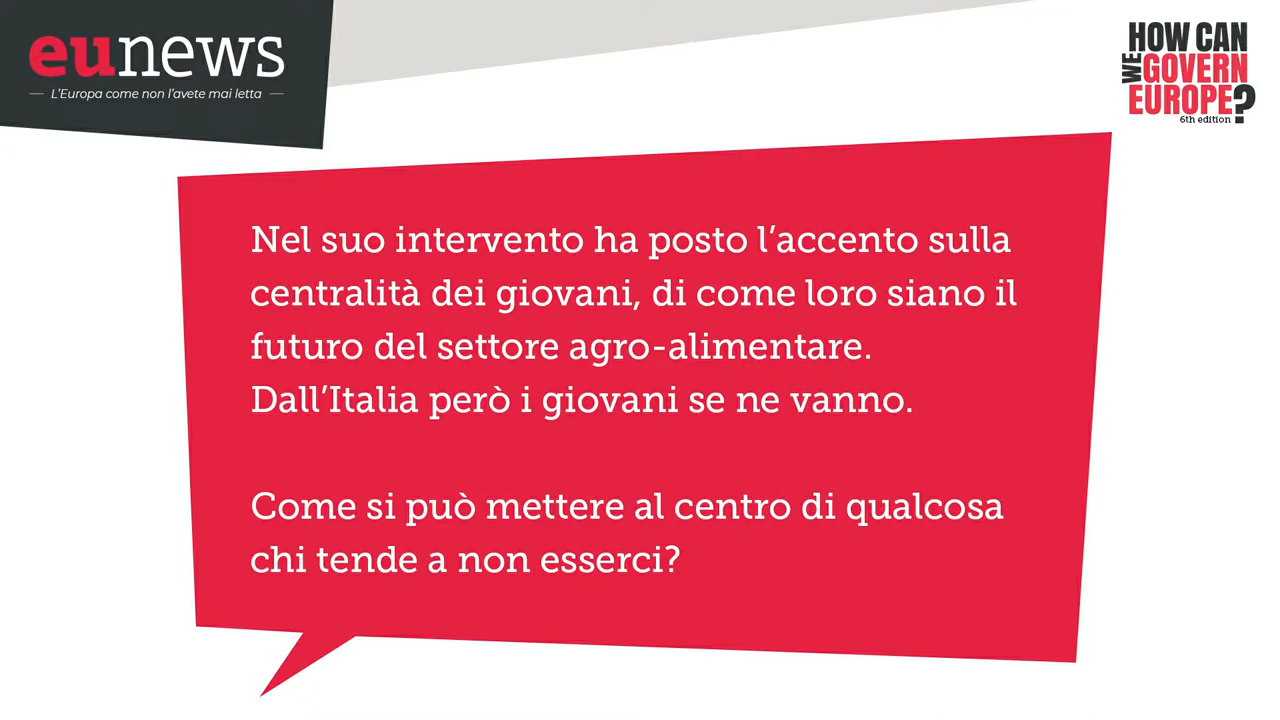 eunews
L'Europa come non l'avete mai letta
HOW CAN
WE GOVERN
EUROPE?
6th edition
Nel suo intervento ha posto l’accento sulla
centralità dei giovani, di come loro siano il
futuro del settore agro-alimentare.
Dall’Italia però i giovani se ne vanno.
Come si può mettere al centro di qualcosa
chi tende a non esserci?